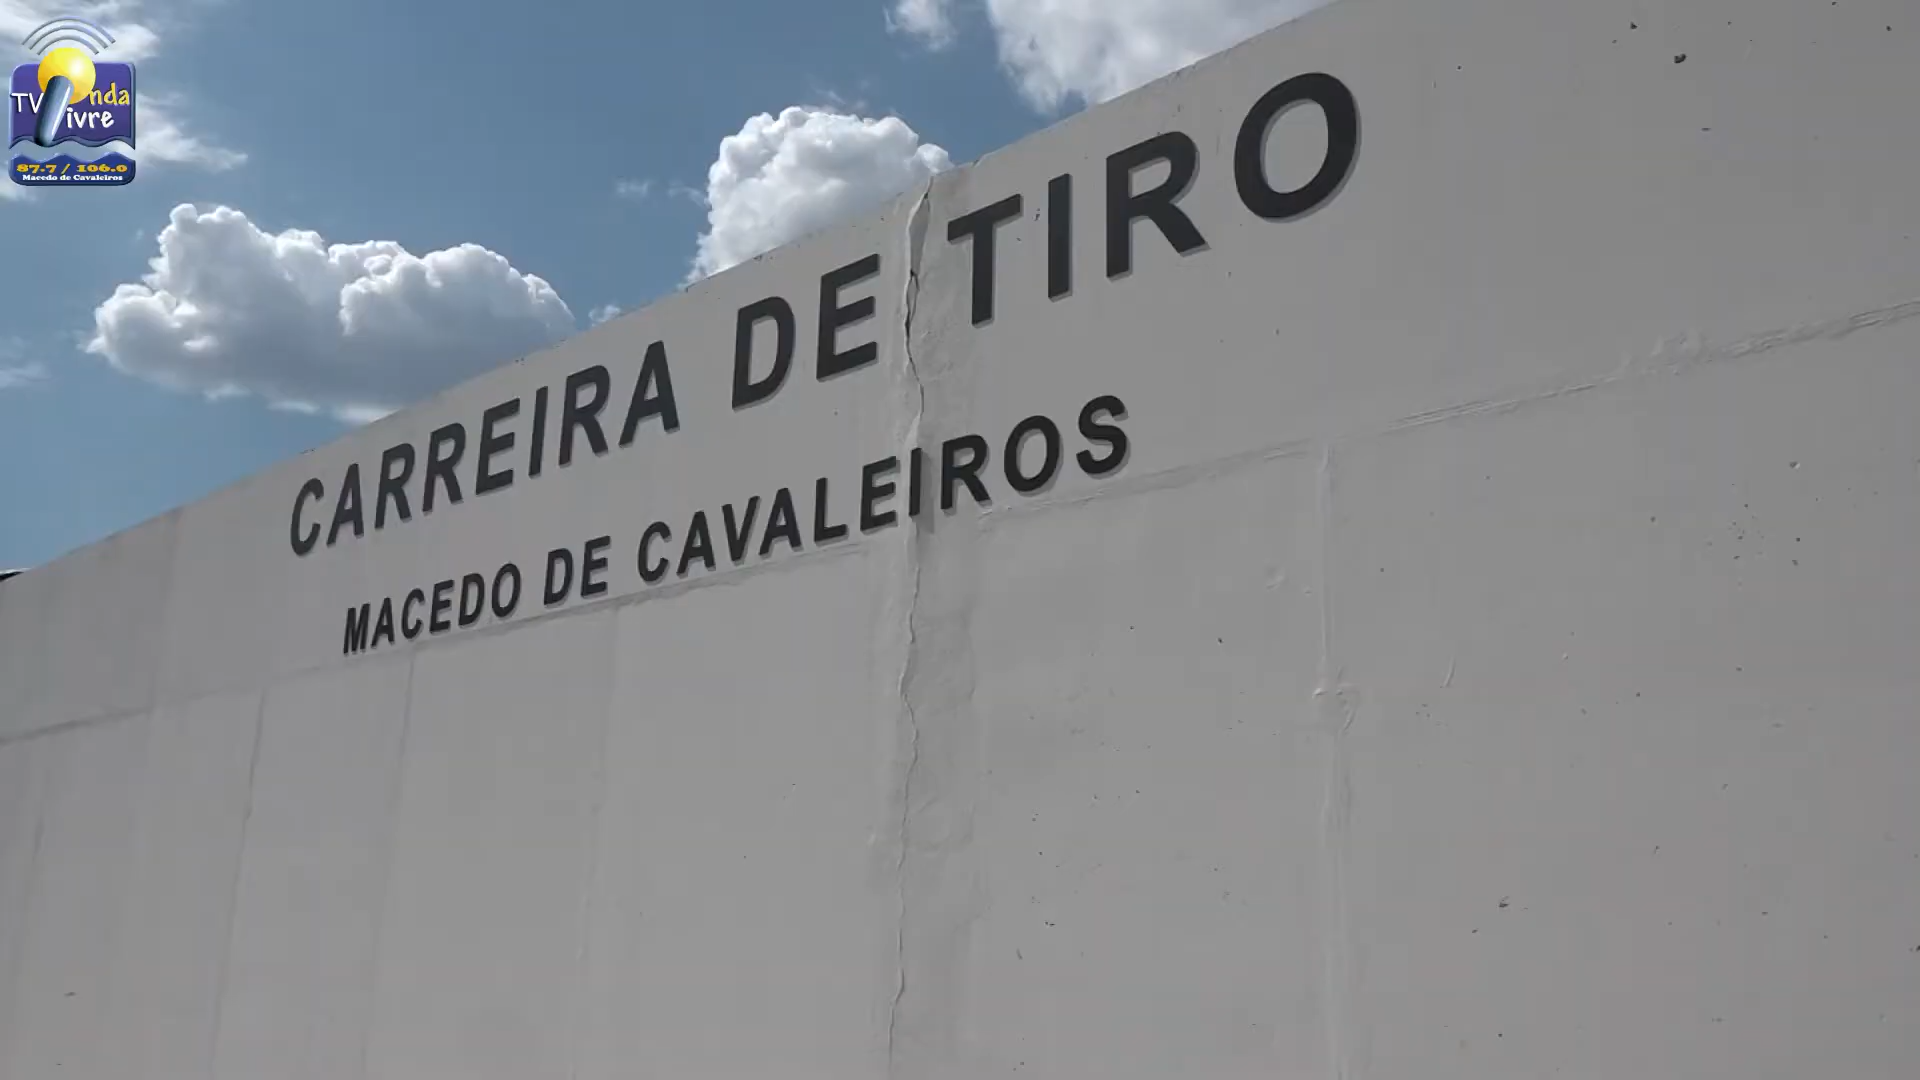 TV Onda
Livre
87.7 / 106.0
Macedo de Cavaleiros
CARREIRA DE TIRO
MACEDO DE CAVALEIROS